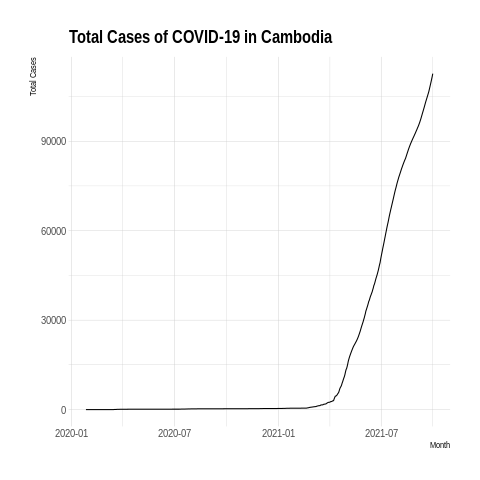 Total Cases of COVID-19 in Cambodia
Total Cases
90000
60000
30000
0
2020-01 2020-07 2021-01 2021-07
Month